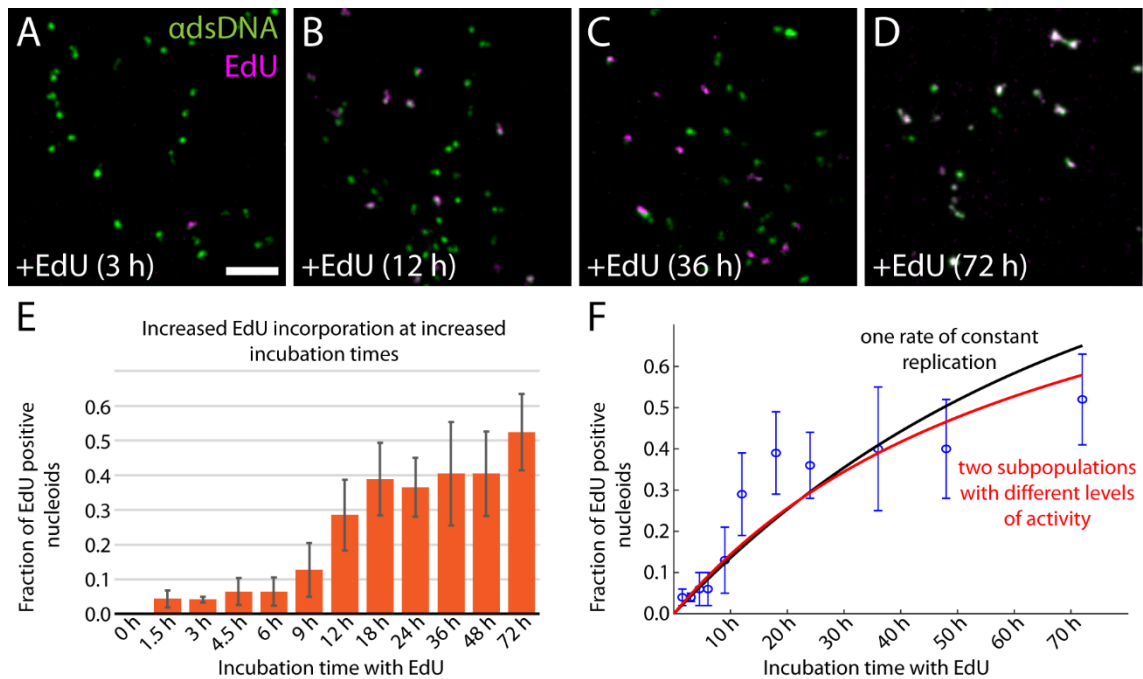 A
αdsDNA
EdU
+EdU (3 h)
B
+EdU (12 h)
C
+EdU (36 h)
D
+EdU (72 h)
E
Increased EdU incorporation at increased
incubation times
Fraction of EdU positive
nucleoids
0.6
0.5
0.4
0.3
0.2
0.1
0.0
0 h
1.5 h
3 h
4.5 h
6 h
9 h
12 h
18 h
24 h
36 h
48 h
72 h
Incubation time with EdU
F
one rate of constant
replication
two subpopulations
with different levels
of activity
Fraction of EdU positive
nucleoids
0.6
0.5
0.4
0.3
0.2
0.1
0.0
10 h
20 h
30 h
40 h
50 h
60 h
70 h
Incubation time with EdU